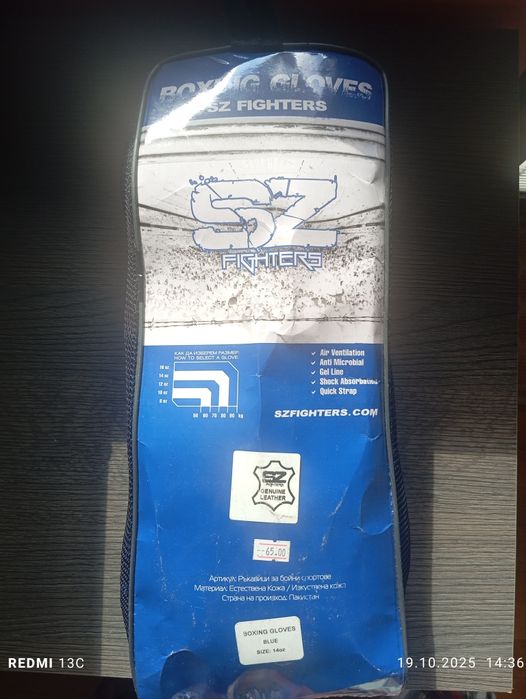 BOXING GLOVES
SZ FIGHTERS
SZ
FIGHTERS
КАК ДА ИЗБЕРЕМ РАЗМЕР
HOW TO SELECT A GLOVE
16 oz
14 oz
12 oz
10 oz
8 oz
50 60 70 80 90 kg
✓ Air Ventilation
✓ Anti Microbial
✓ Gel Line
✓ Shock Absorbation
✓ Quick Strap
SZFIGHTERS.COM
SZ
FIGHTERS
GENUINE
LEATHER
65.00
Артикул: Ръкавици за бойни спортове
Материал: Естествена Кожа / Изкуствена кожа
Страна на произход: Пакистан
BOXING GLOVES
BLUE
SIZE: 14oz
REDMI 13C
19.10.2025 14:36